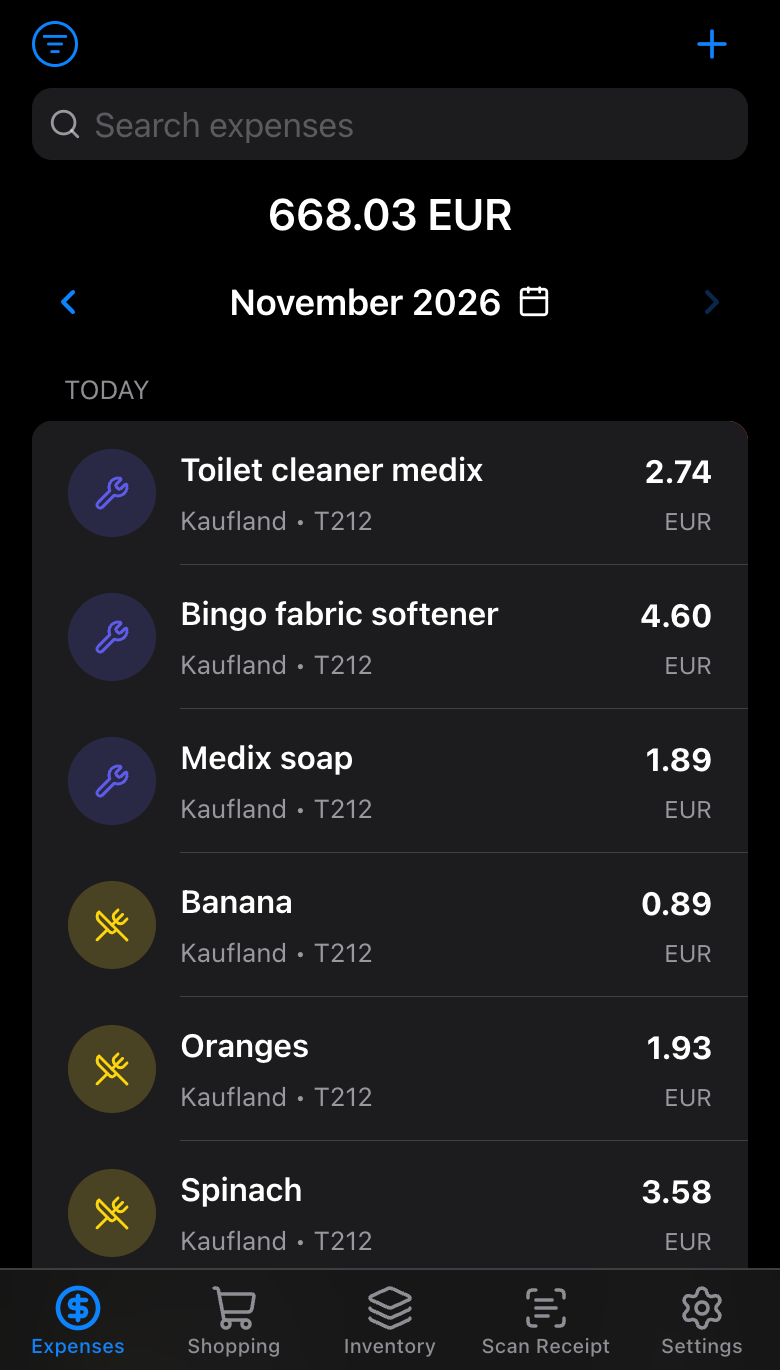 Search expenses
668.03 EUR
November 2026
TODAY
Toilet cleaner medix 2.74
Kaufland • T212 EUR
Bingo fabric softener 4.60
Kaufland • T212 EUR
Medix soap 1.89
Kaufland • T212 EUR
Banana 0.89
Kaufland • T212 EUR
Oranges 1.93
Kaufland • T212 EUR
Spinach 3.58
Kaufland • T212 EUR
Expenses Shopping Inventory Scan Receipt Settings